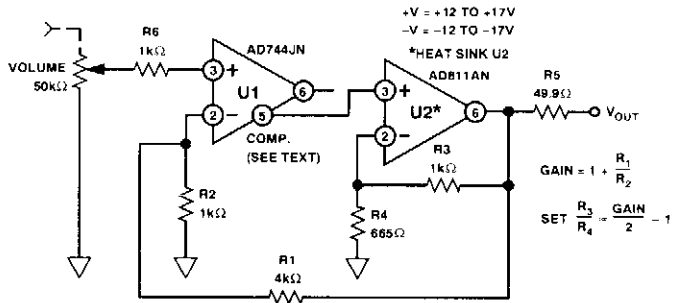 +V = +12 TO +17V
−V = −12 TO −17V
*HEAT SINK U2
R6
1kΩ
AD744JN
AD811AN
VOLUME
50kΩ
3
+
U1
6
2
−
5
COMP.
(SEE TEXT)
3
+
U2*
6
2
−
R5
49.9Ω
VOUT
R3
1kΩ
R2
1kΩ
R4
665Ω
R1
4kΩ
GAIN = 1 + R1/R2
SET R3/R4 = GAIN/2 − 1